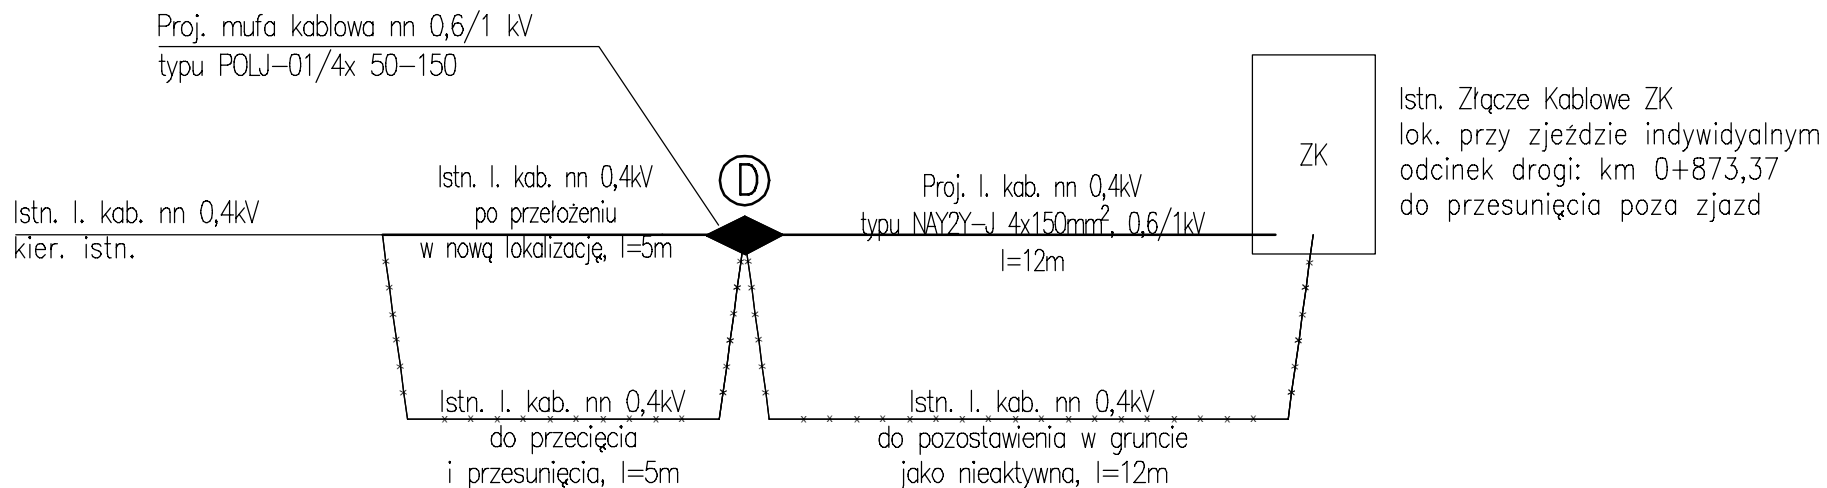 Proj. mufa kablowa nn 0,6/1 kV
typu POLJ-01/4x 50-150
Istn. l. kab. nn 0,4kV
kier. istn.
Istn. l. kab. nn 0,4kV
po przełożeniu
w nową lokalizację, l=5m
D
Proj. l. kab. nn 0,4kV
typu NAY2Y-J 4x150mm², 0,6/1kV
l=12m
ZK
Istn. Złącze Kablowe ZK
lok. przy zjeździe indywidyalnym
odcinek drogi: km 0+873,37
do przesunięcia poza zjazd
Istn. l. kab. nn 0,4kV
do przecięcia
i przesunięcia, l=5m
Istn. l. kab. nn 0,4kV
do pozostawienia w gruncie
jako nieaktywna, l=12m